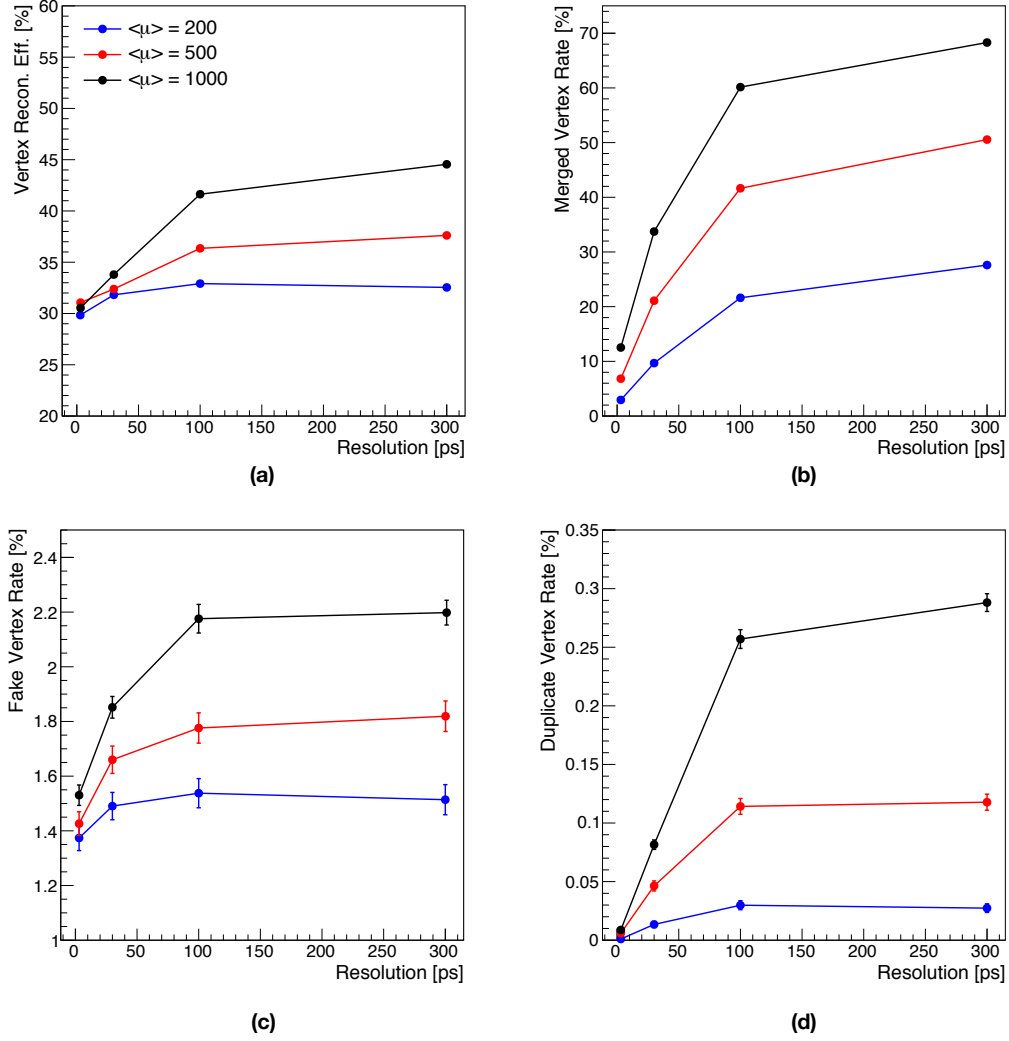 Vertex Recon. Eff. [%]
60
55
50
45
40
35
30
25
20
<μ> = 200
<μ> = 500
<μ> = 1000
0 50 100 150 200 250 300
Resolution [ps]
(a)
Merged Vertex Rate [%]
70
60
50
40
30
20
10
0
0 50 100 150 200 250 300
Resolution [ps]
(b)
Fake Vertex Rate [%]
2.4
2.2
2
1.8
1.6
1.4
1.2
1
0 50 100 150 200 250 300
Resolution [ps]
(c)
Duplicate Vertex Rate [%]
0.35
0.3
0.25
0.2
0.15
0.1
0.05
0
0 50 100 150 200 250 300
Resolution [ps]
(d)